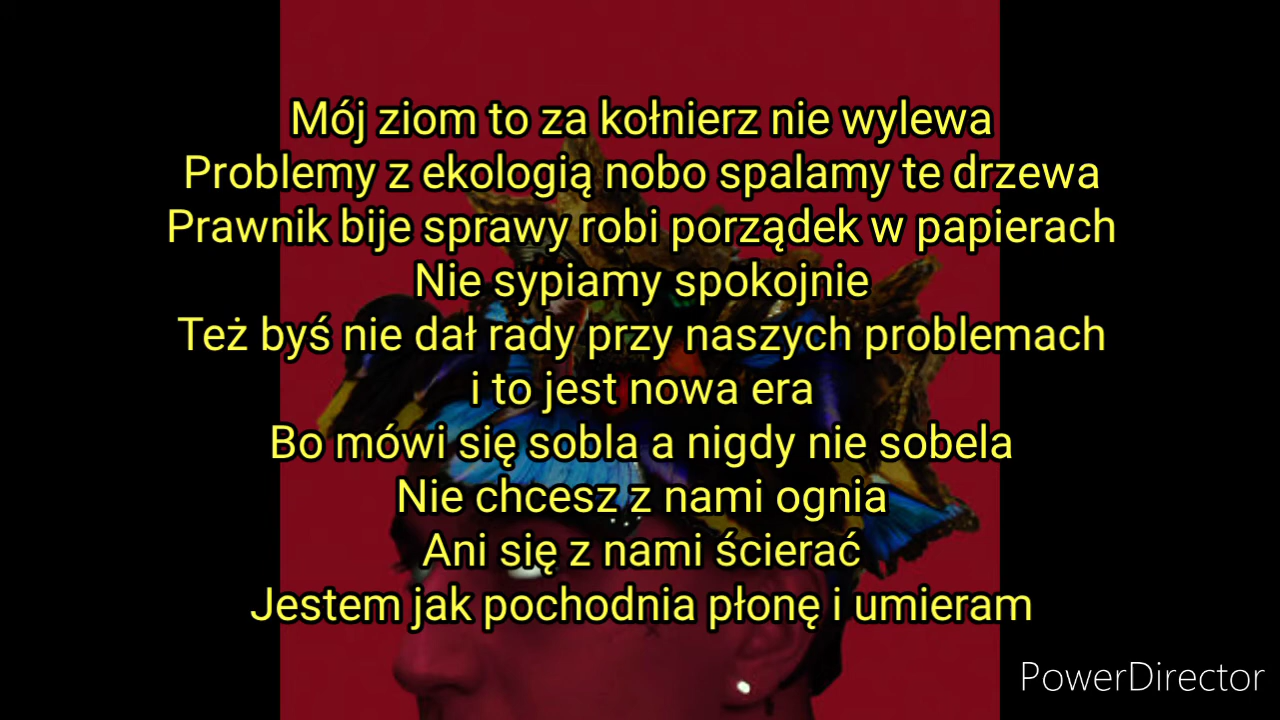 Mój ziom to za kołnierz nie wylewa
Problemy z ekologią nobo spalamy te drzewa
Prawnik bije sprawy robi porządek w papierach
Nie sypiamy spokojnie
Też byś nie dał rady przy naszych problemach
i to jest nowa era
Bo mówi się sobla a nigdy nie sobela
Nie chcesz z nami ognia
Ani się z nami ścierać
Jestem jak pochodnia płonę i umieram
PowerDirector